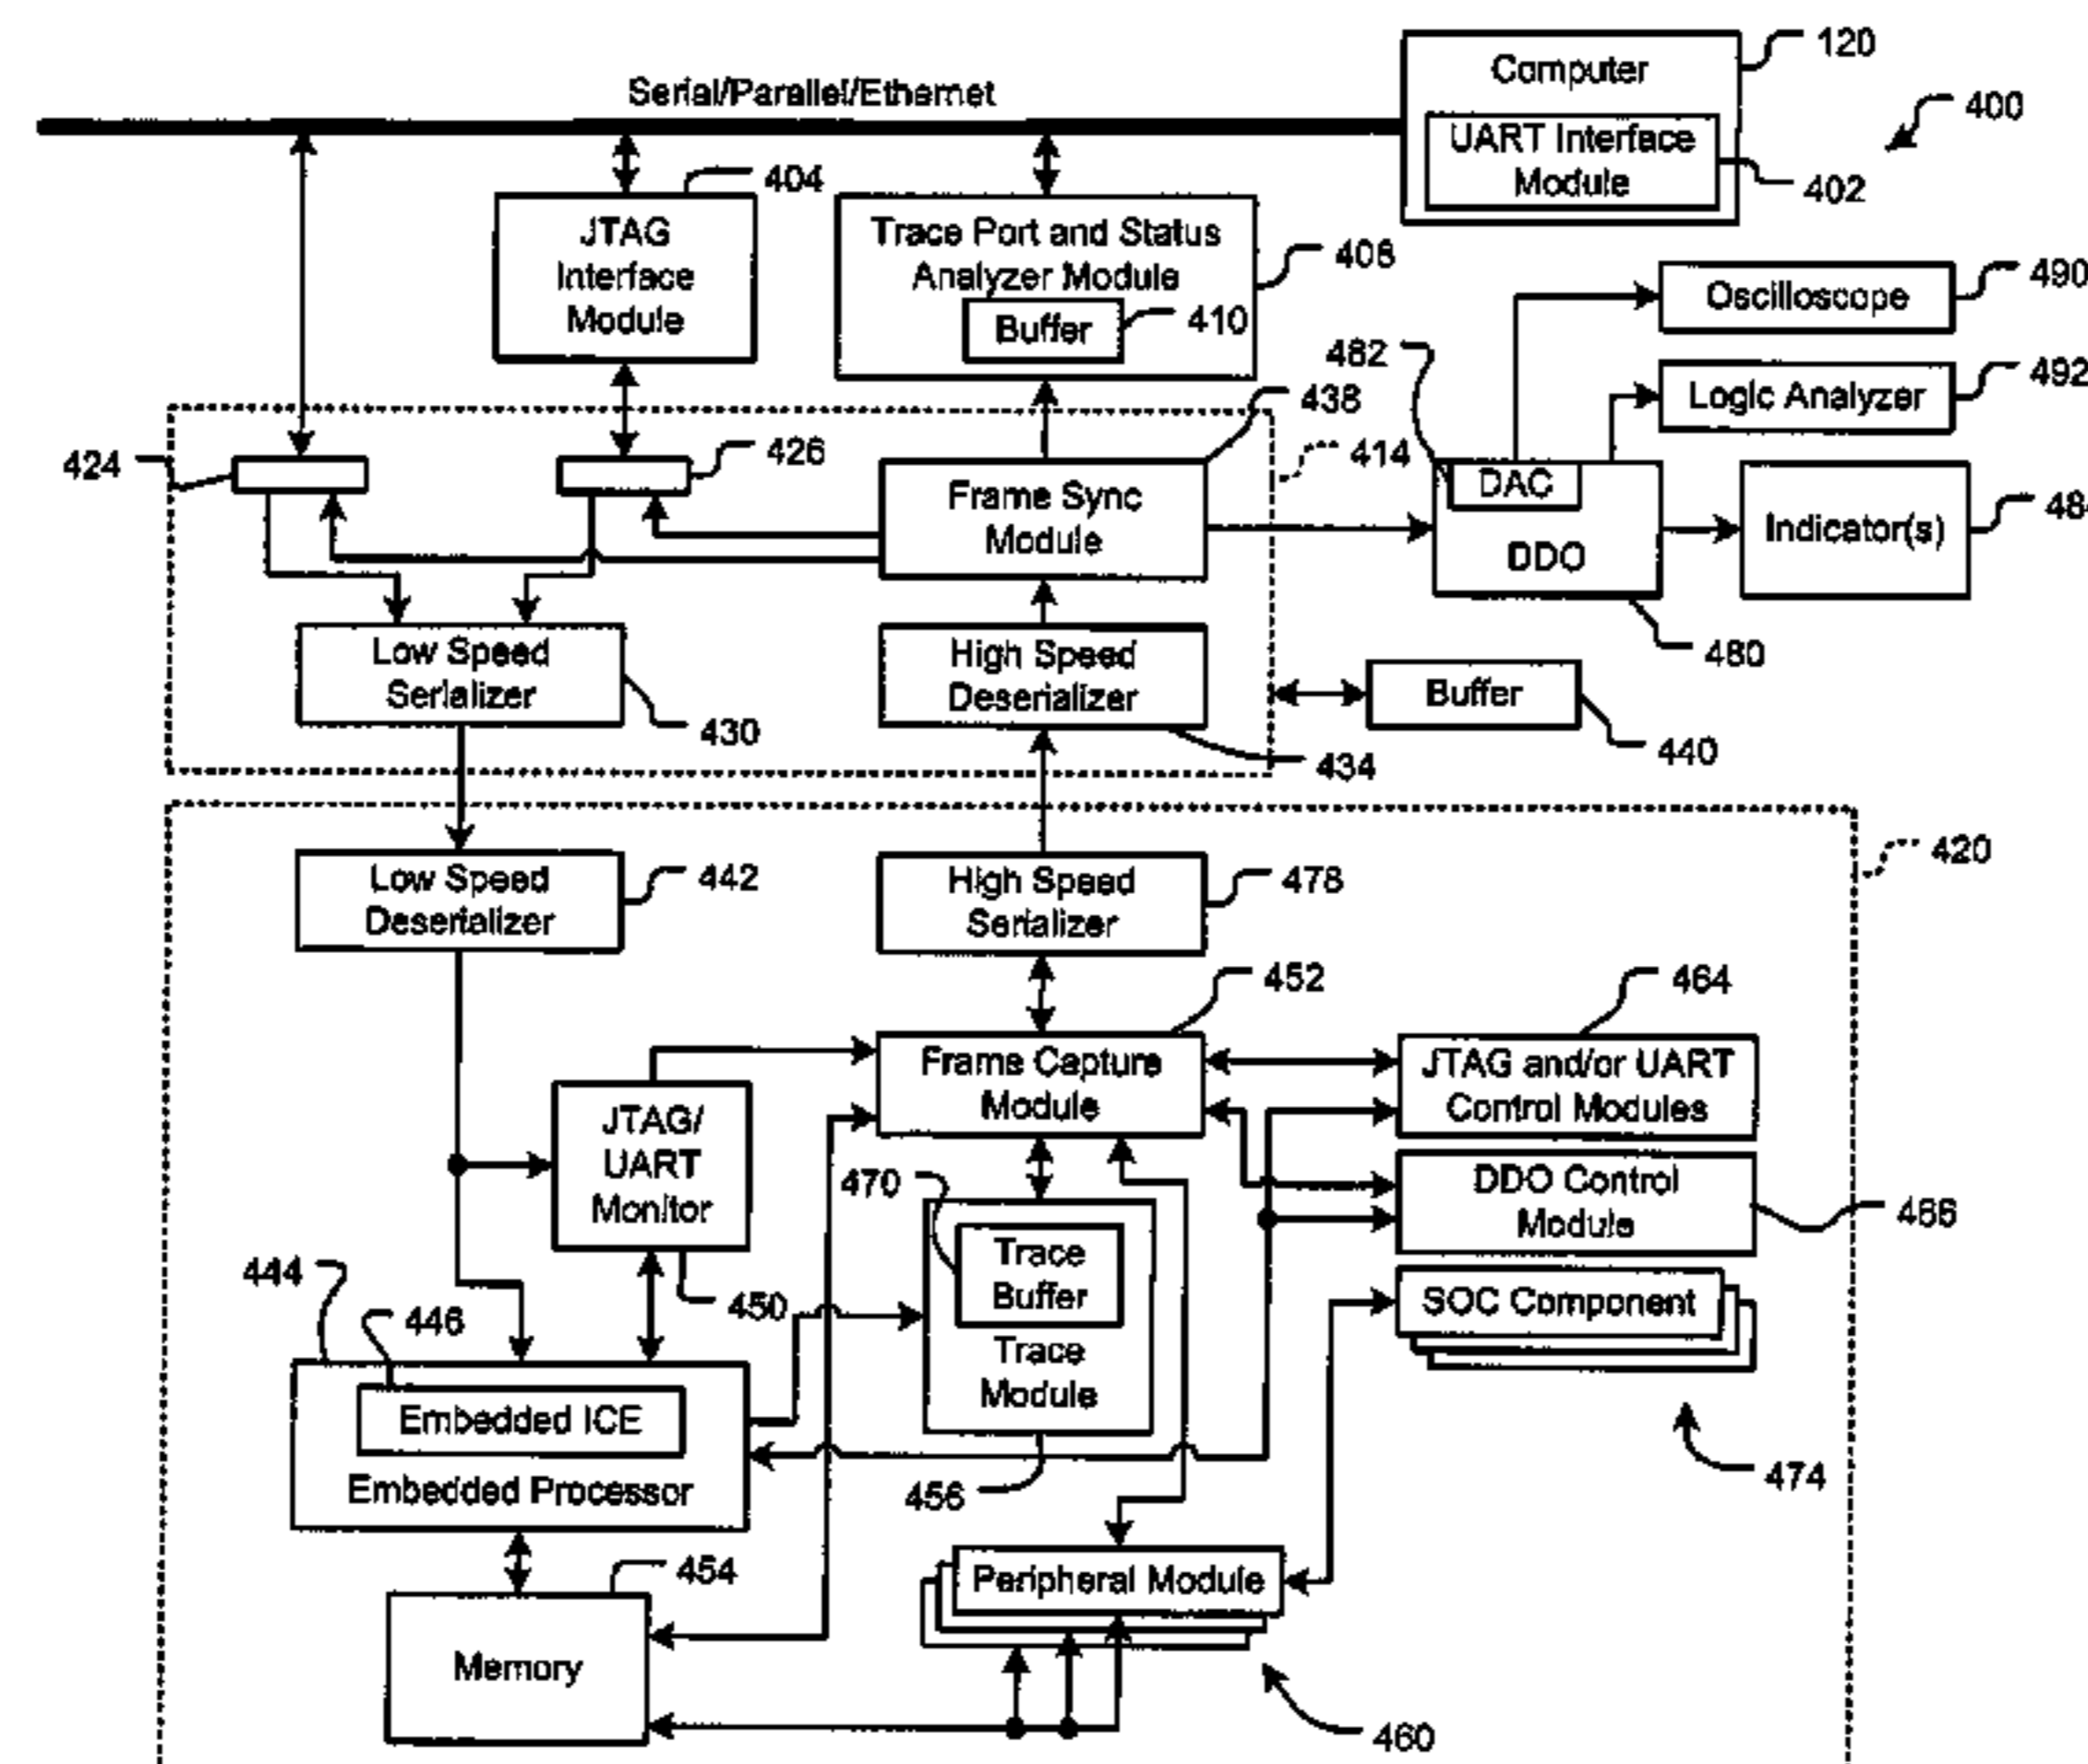 Serial/Parallel/Ethernet
Computer
120
UART Interface
Module
402
400
404
JTAG
Interface
Module
Trace Port and Status
Analyzer Module
Buffer
410
408
Oscilloscope
490
Logic Analyzer
492
482
438
414
424
426
Frame Sync
Module
DAC
DDO
Indicator(s)
480
Low Speed
Serializer
430
High Speed
Deserializer
434
Buffer
440
420
Low Speed
Deserializer
442
High Speed
Serializer
478
452
464
Frame Capture
Module
JTAG and/or UART
Control Modules
JTAG/
UART
Monitor
470
DDO Control
Module
466
444
446
450
Trace
Buffer
Trace
Module
SOC Component
Embedded ICE
Embedded Processor
456
474
454
Memory
Peripheral Module
460